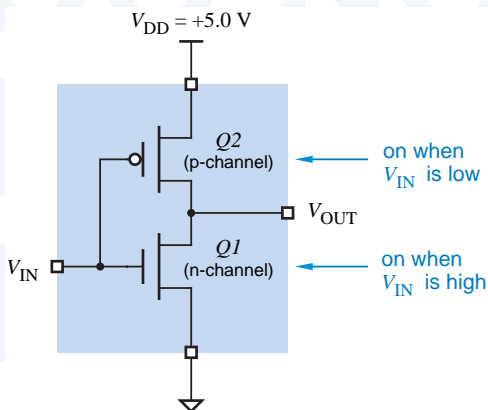 V_DD = +5.0 V
Q2
(p-channel)
on when
V_IN is low
V_OUT
V_IN
Q1
(n-channel)
on when
V_IN is high